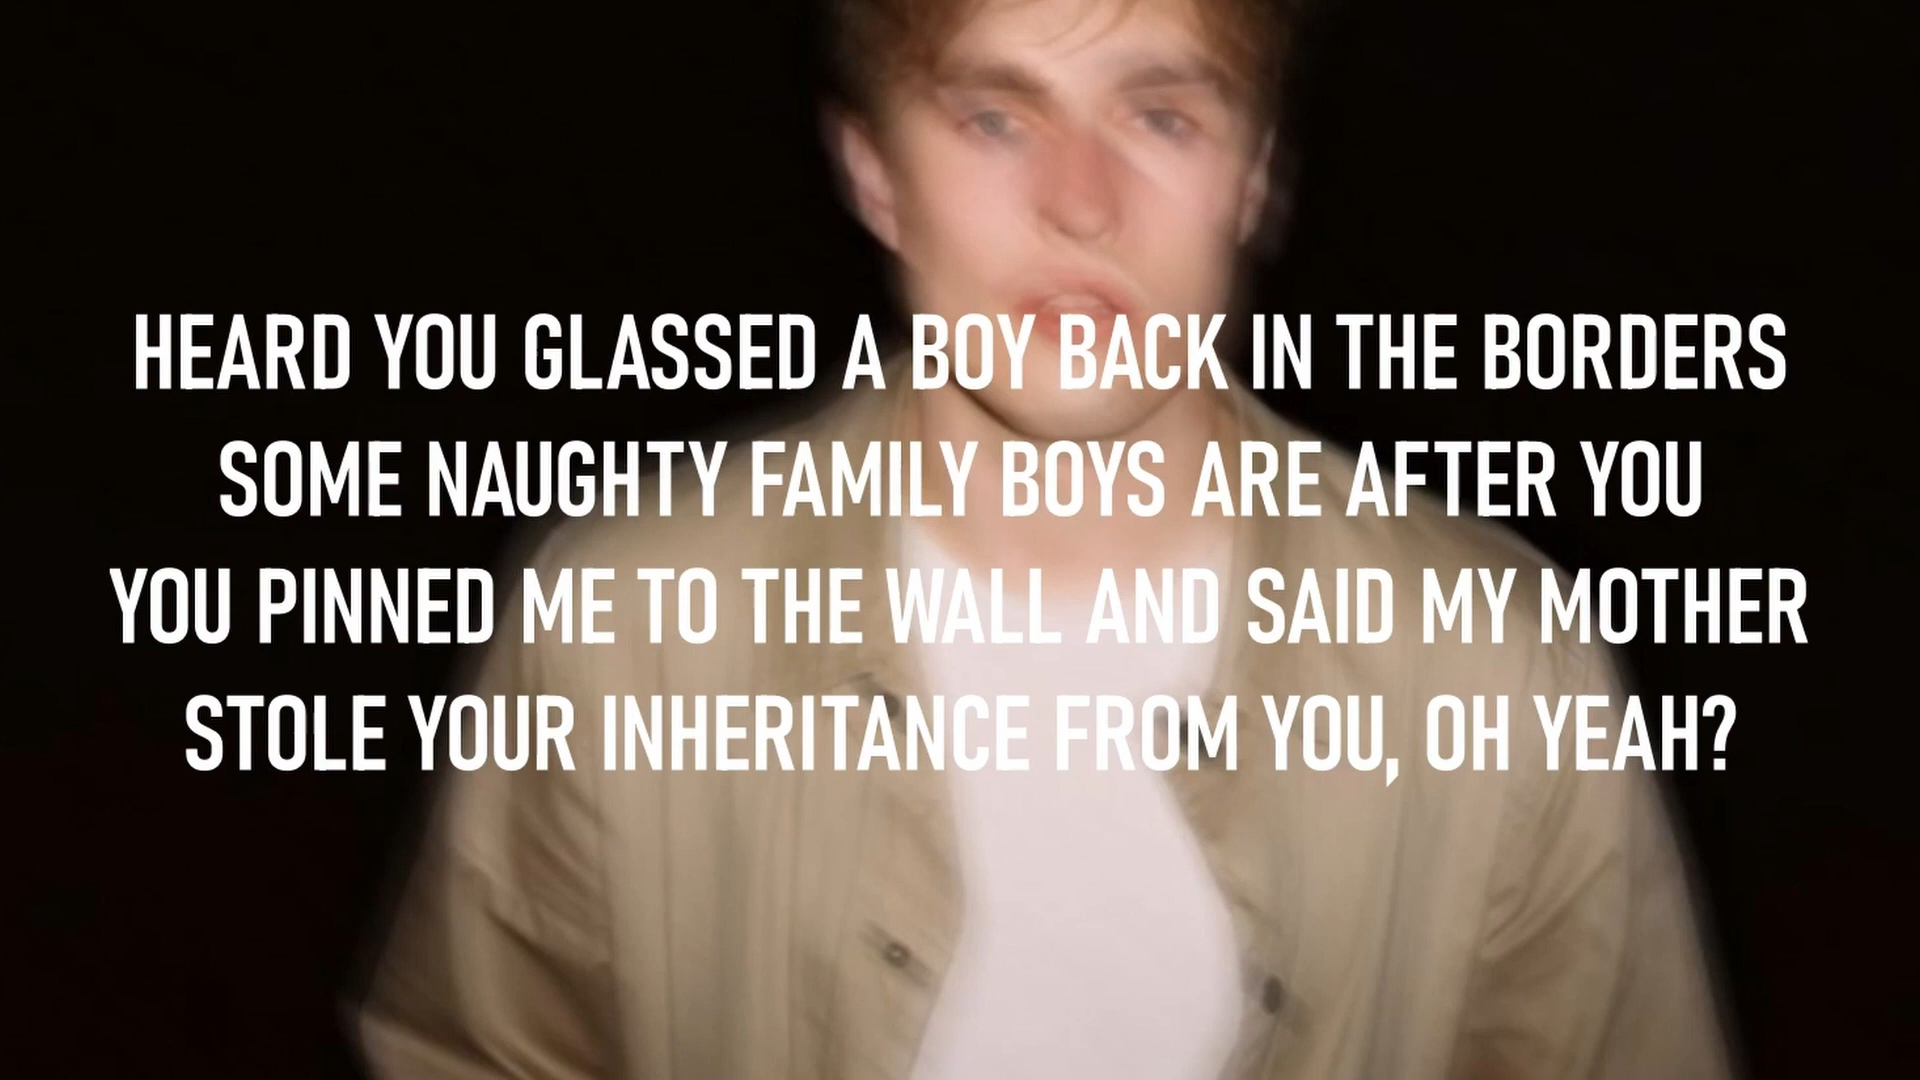 HEARD YOU GLASSED A BOY BACK IN THE BORDERS
SOME NAUGHTY FAMILY BOYS ARE AFTER YOU
YOU PINNED ME TO THE WALL AND SAID MY MOTHER
STOLE YOUR INHERITANCE FROM YOU, OH YEAH?